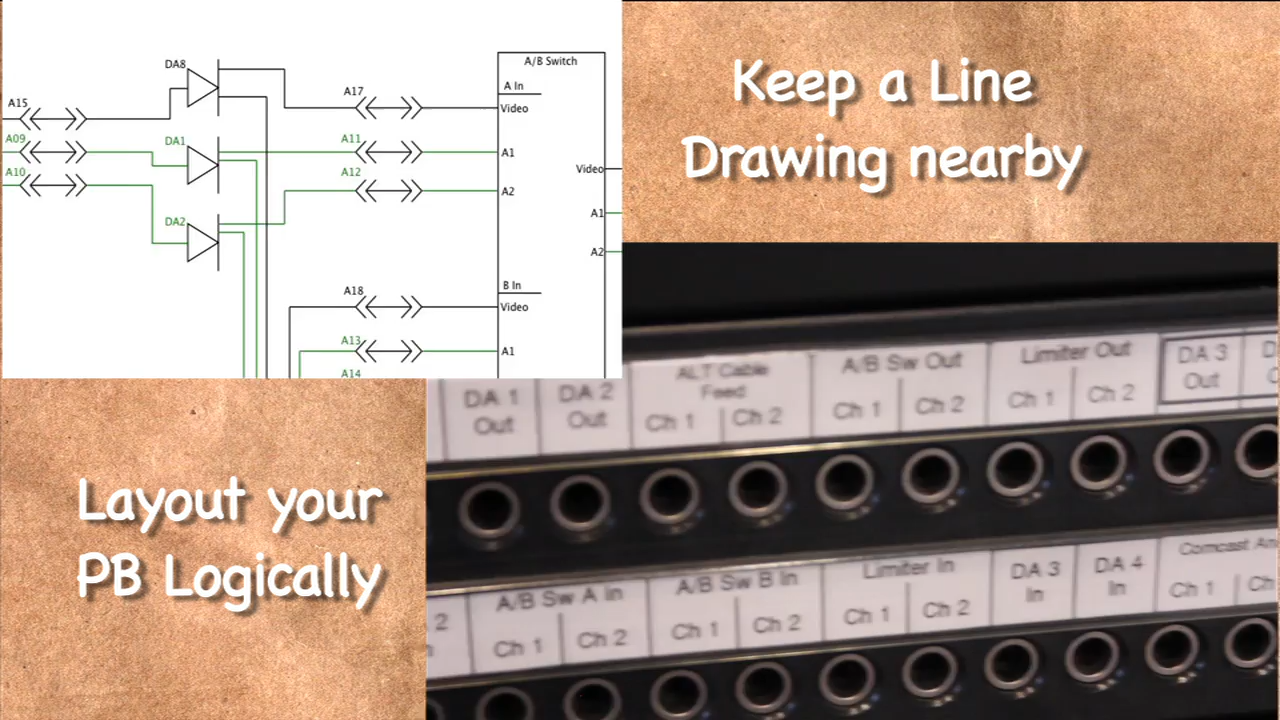 DA8
A/B Switch
A In
A15
A17
Video
A09
DA1
A11
A1
A10
A12
A2
Video
DA2
A1
A2
B In
A18
Video
A13
A1
A14
Keep a Line
Drawing nearby
Layout your
PB Logically
DA 1
Out
DA 2
Out
ALT Cable
Feed
Ch 1
Ch 2
A/B Sw Out
Ch 1
Ch 2
Limiter Out
Ch 1
Ch 2
DA 3
Out
2
A/B Sw A In
Ch 1
Ch 2
A/B Sw B In
Ch 1
Ch 2
Limiter In
Ch 1
Ch 2
DA 3
In
DA 4
In
Comcast
Ch 1